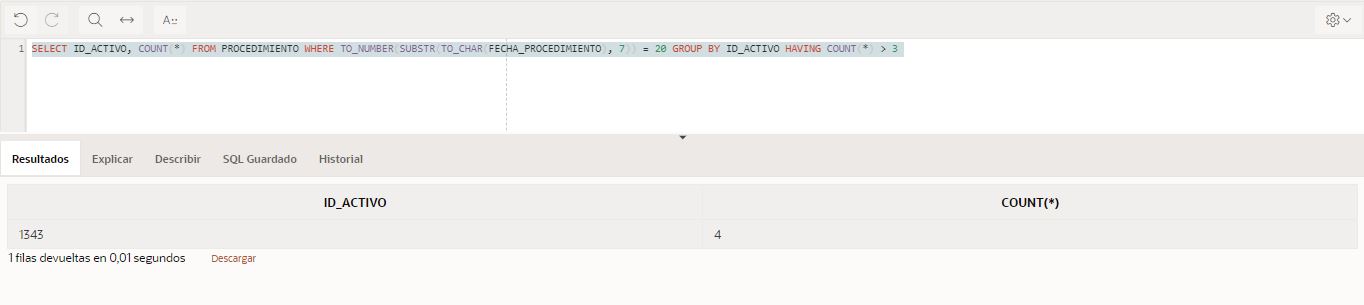 A
1 SELECT ID_ACTIVO, COUNT(*) FROM PROCEDIMIENTO WHERE TO_NUMBER(SUBSTR(TO_CHAR(FECHA_PROCEDIMIENTO), 7)) = 20 GROUP BY ID_ACTIVO HAVING COUNT(*) > 3
Resultados Explicar Describir SQL Guardado Historial
ID_ACTIVO COUNT(*)
1343 4
1 filas devueltas en 0,01 segundos Descargar